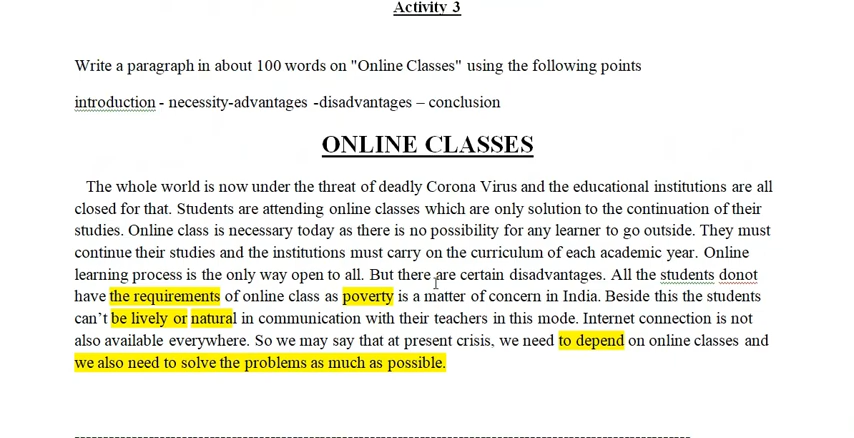 Activity 3
Write a paragraph in about 100 words on "Online Classes" using the following points
introduction - necessity-advantages -disadvantages – conclusion
ONLINE CLASSES
The whole world is now under the threat of deadly Corona Virus and the educational institutions are all
closed for that. Students are attending online classes which are only solution to the continuation of their
studies. Online class is necessary today as there is no possibility for any learner to go outside. They must
continue their studies and the institutions must carry on the curriculum of each academic year. Online
learning process is the only way open to all. But there are certain disadvantages. All the students donot
have the requirements of online class as poverty is a matter of concern in India. Beside this the students
can’t be lively or natural in communication with their teachers in this mode. Internet connection is not
also available everywhere. So we may say that at present crisis, we need to depend on online classes and
we also need to solve the problems as much as possible.